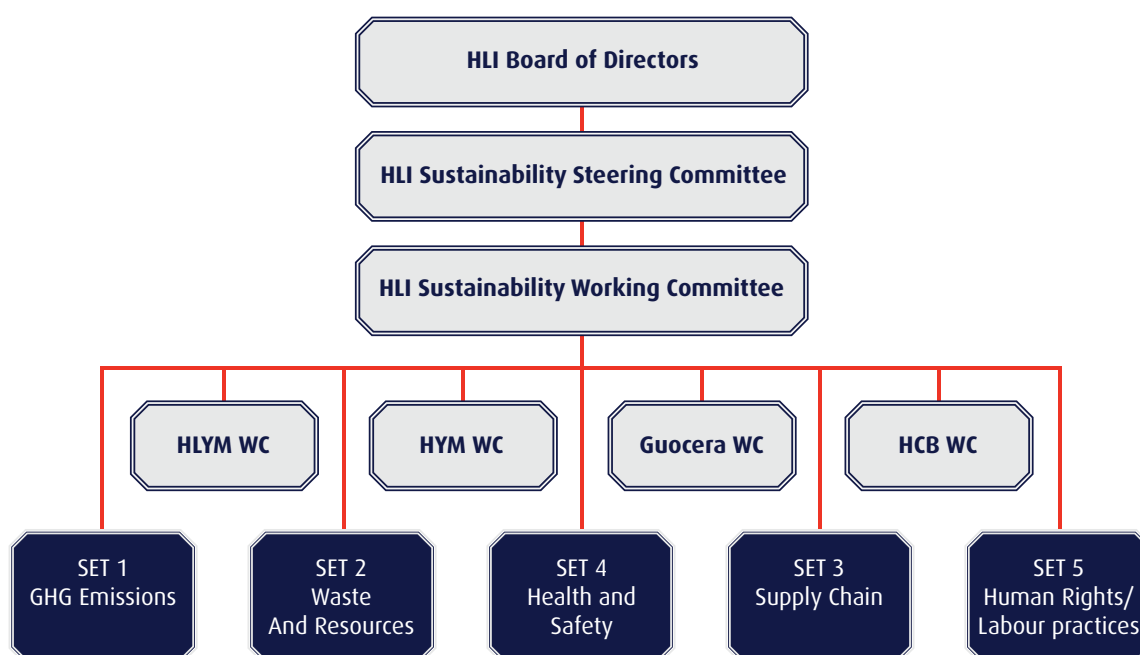 HLI Board of Directors
HLI Sustainability Steering Committee
HLI Sustainability Working Committee
HLYM WC
HYM WC
Guocera WC
HCB WC
SET 1
GHG Emissions
SET 2
Waste
And Resources
SET 4
Health and
Safety
SET 3
Supply Chain
SET 5
Human Rights/
Labour practices